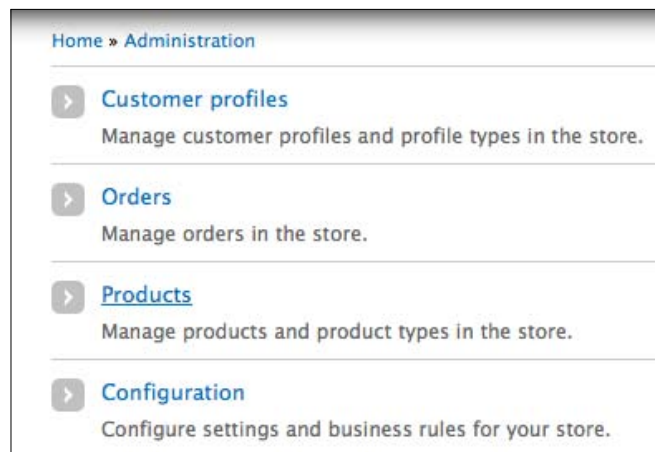 Home » Administration
Customer profiles
Manage customer profiles and profile types in the store.
Orders
Manage orders in the store.
Products
Manage products and product types in the store.
Configuration
Configure settings and business rules for your store.